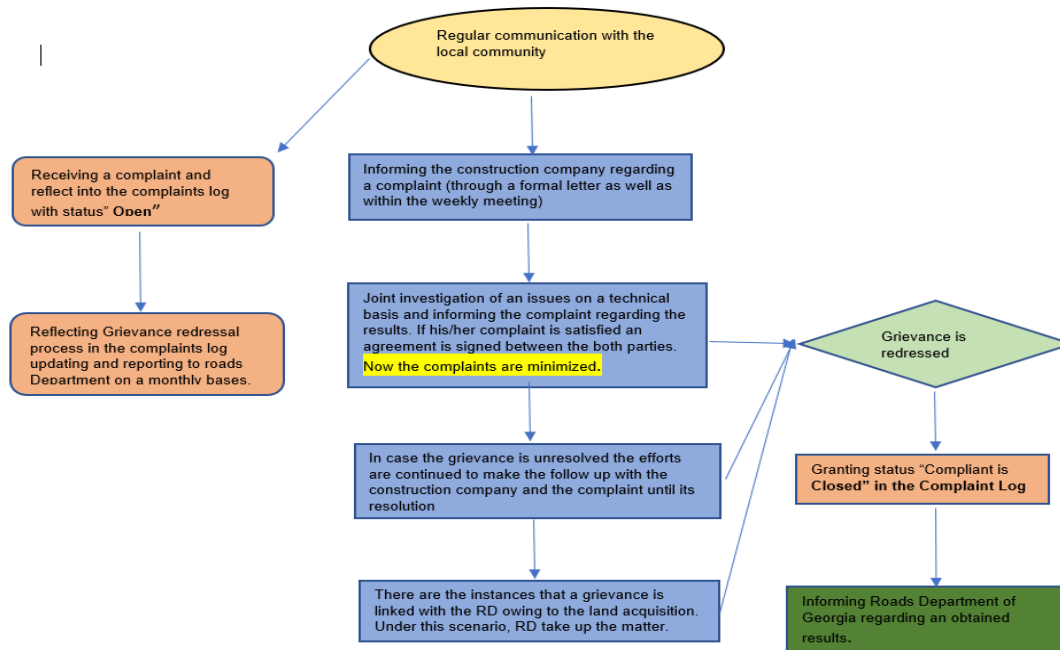 Regular communication with the
local community
Receiving a complaint and
reflect into the complaints log
with status” Open”
Informing the construction company regarding
a complaint (through a formal letter as well as
within the weekly meeting)
Reflecting Grievance redressal
process in the complaints log
updating and reporting to roads
Department on a monthly bases.
Joint investigation of an issues on a technical
basis and informing the complaint regarding the
results. If his/her complaint is satisfied an
agreement is signed between the both parties.
Now the complaints are minimized.
Grievance is
redressed
In case the grievance is unresolved the efforts
are continued to make the follow up with the
construction company and the complaint until its
resolution
Granting status “Compliant is
Closed” in the Complaint Log
There are the instances that a grievance is
linked with the RD owing to the land acquisition.
Under this scenario, RD take up the matter.
Informing Roads Department of
Georgia regarding an obtained
results.